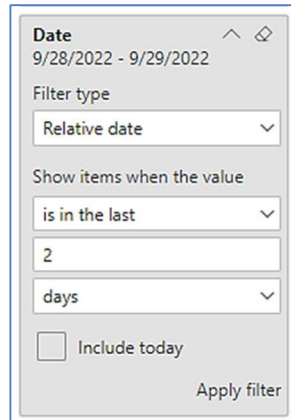 Date
9/28/2022 - 9/29/2022
Filter type
Relative date
Show items when the value
is in the last
2
days
Include today
Apply filter